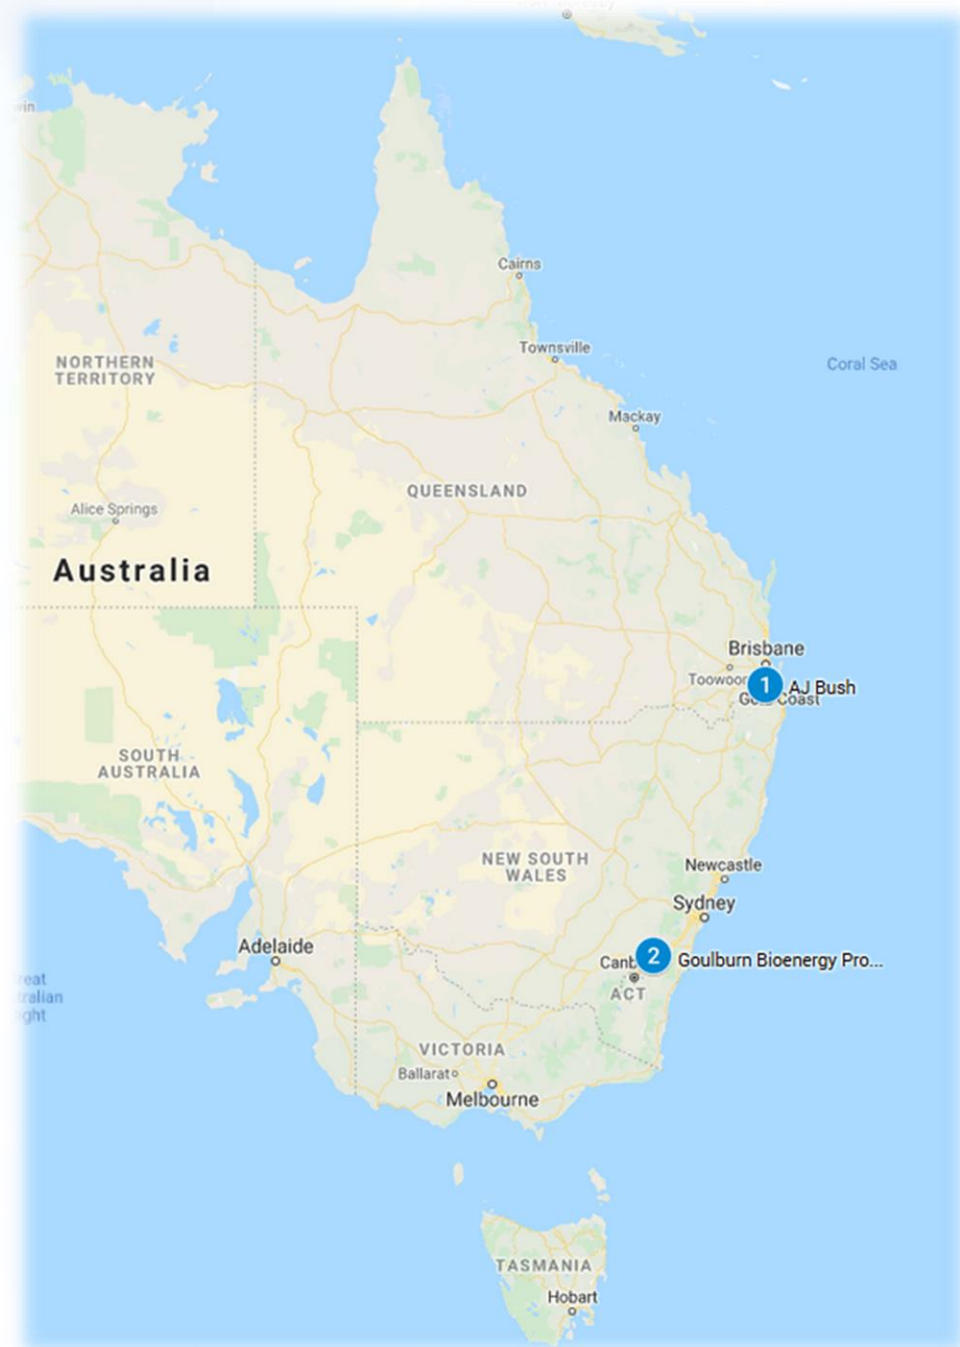 Cairns
Townsville
Coral Sea
NORTHERN
TERRITORY
Mackay
QUEENSLAND
Alice Springs
Australia
Brisbane
1
AJ Bush
SOUTH
AUSTRALIA
Newcastle
NEW SOUTH
WALES
Sydney
Adelaide
2
Goulburn Bioenergy Pro...
ACT
VICTORIA
Ballarat
Melbourne
TASMANIA
Hobart